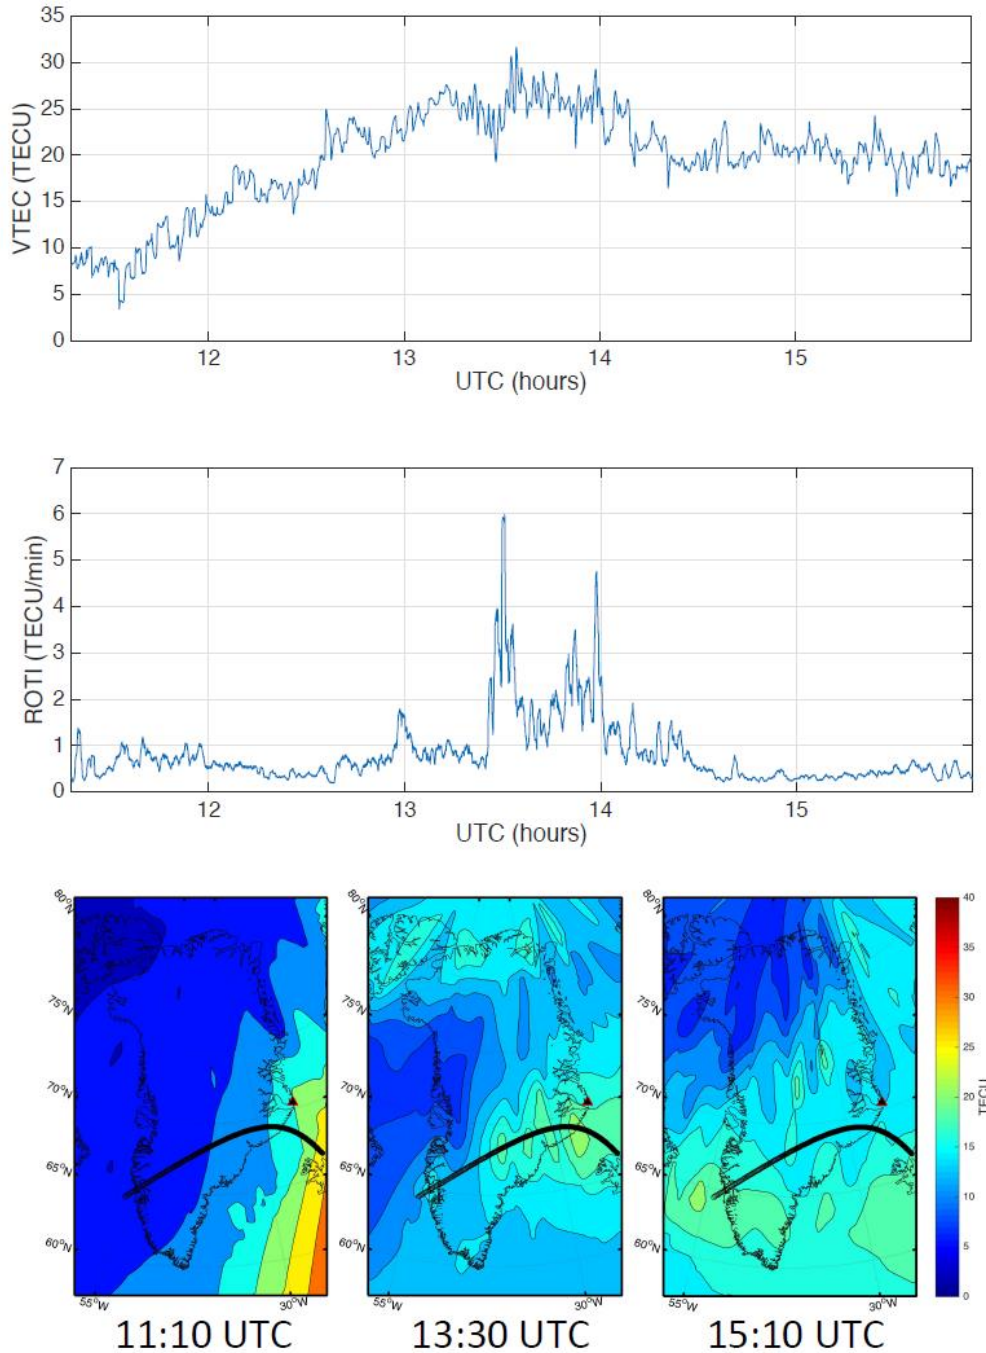 35
30
25
20
15
10
5
0
VTEC (TECU)
12 13 14 15
UTC (hours)
7
6
5
4
3
2
1
0
ROTI (TECU/min)
12 13 14 15
UTC (hours)
80°N 80°N 80°N
75°N 75°N 75°N
70°N 70°N 70°N
65°N 65°N 65°N
60°N 60°N 60°N
55°W 30°W 55°W 30°W 55°W 30°W
40
35
30
25
20
15
10
5
0
TECU
11:10 UTC 13:30 UTC 15:10 UTC